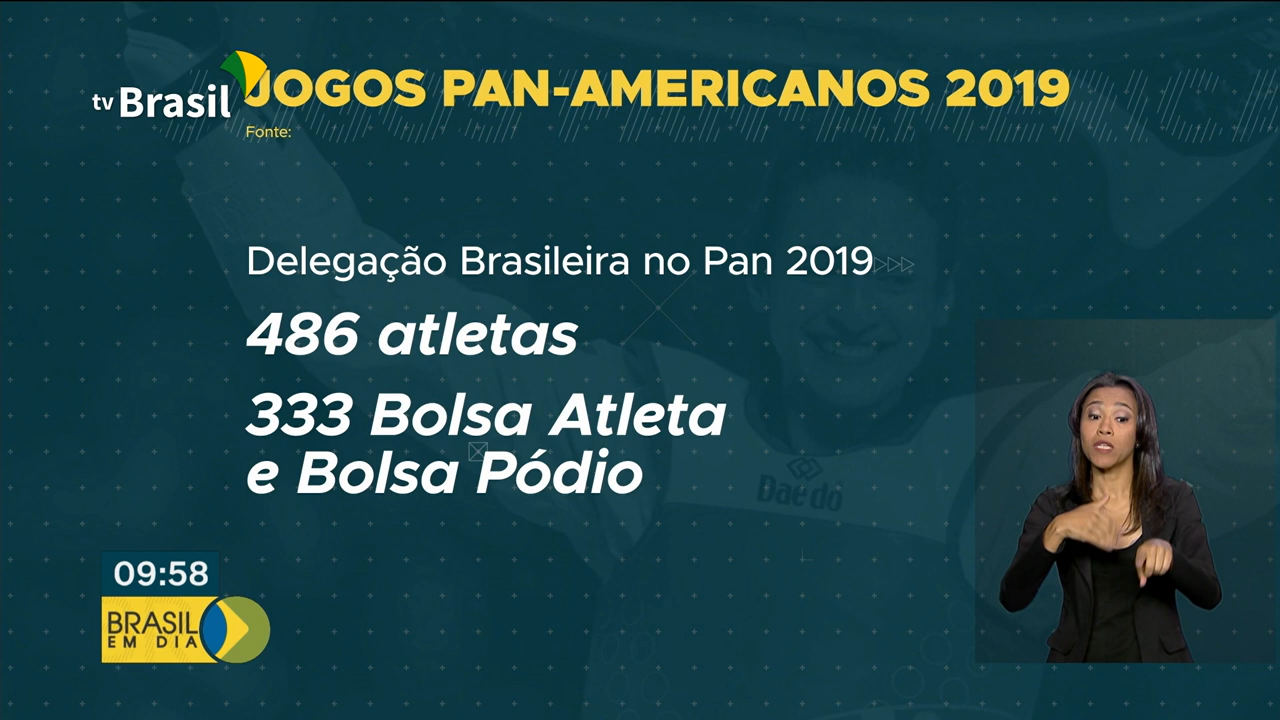 tv Brasil
JOGOS PAN-AMERICANOS 2019
Fonte:
Delegação Brasileira no Pan 2019
486 atletas
333 Bolsa Atleta
e Bolsa Pódio
Daedo
09:58
BRASIL
EM DIA